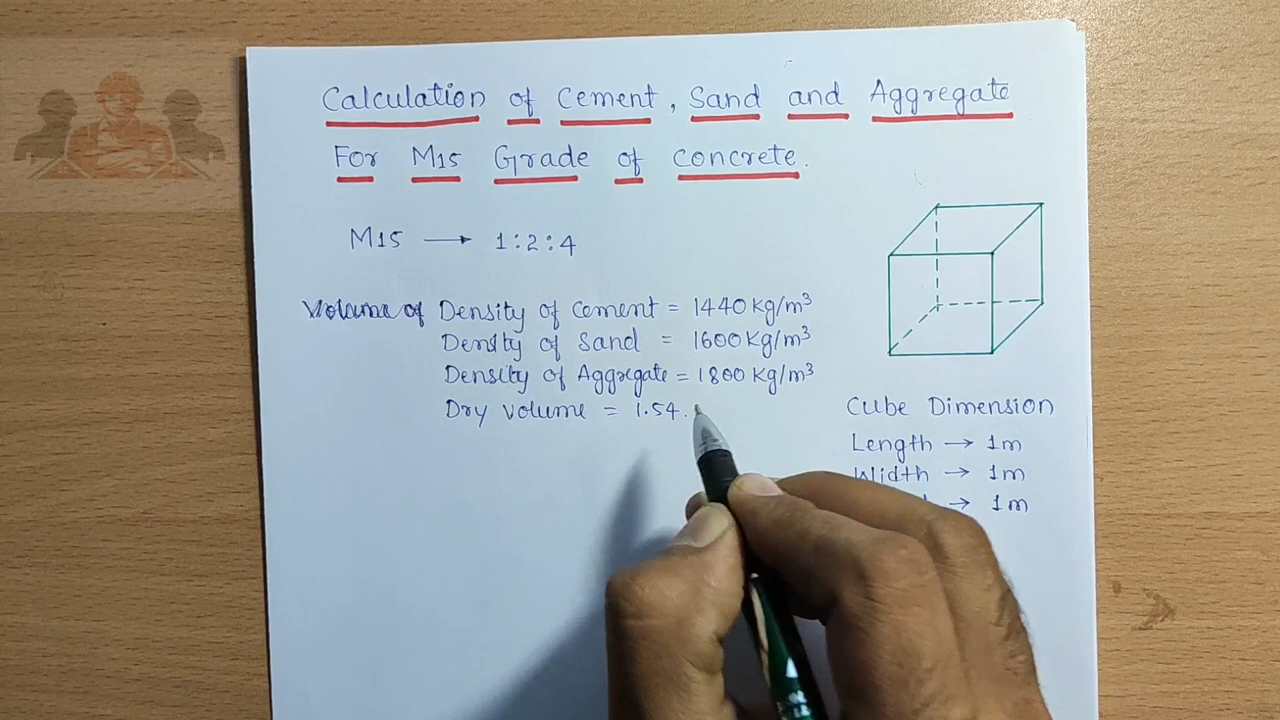 Calculation of Cement, Sand and Aggregate
For M15 Grade of concrete.
M15 → 1:2:4
Volume of Density of cement = 1440 kg/m³
Density of Sand = 1600 kg/m³
Density of Aggregate = 1800 kg/m³
Dry volume = 1.54.
Cube Dimension
Length → 1m
Width → 1m
→ 1m